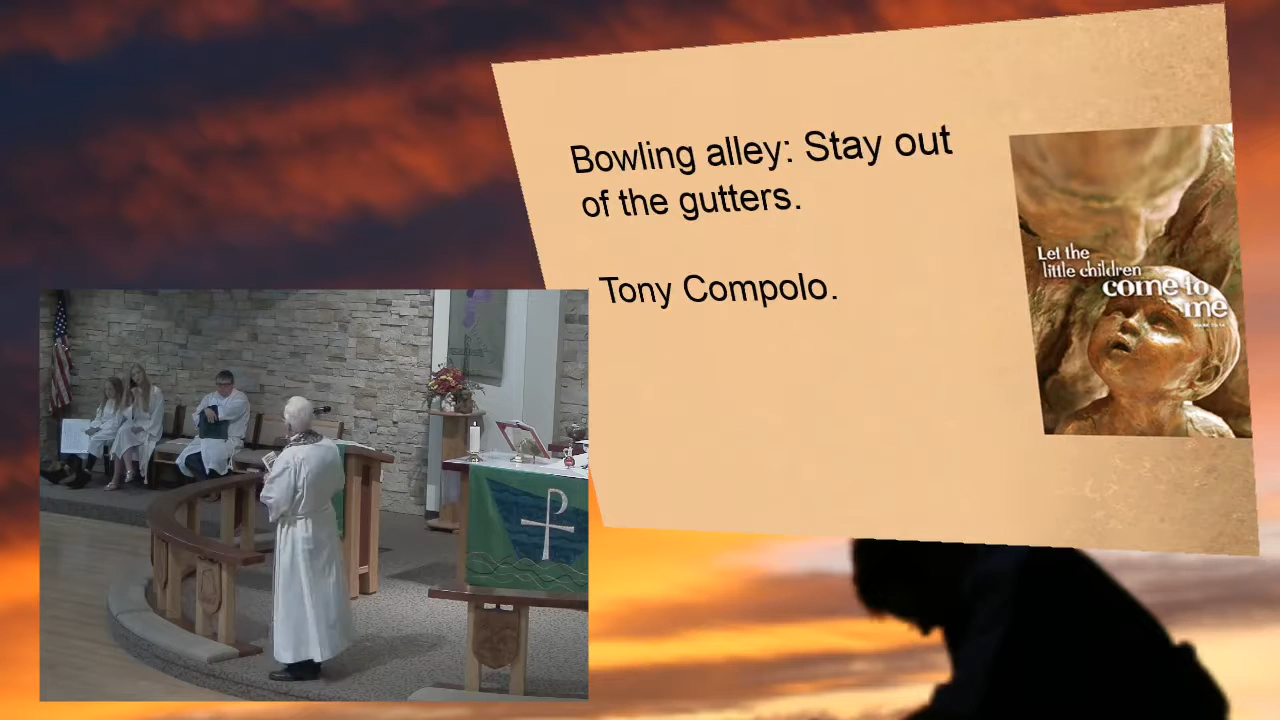 Bowling alley: Stay out
of the gutters.
Tony Compolo.
Let the
little children
come to
me